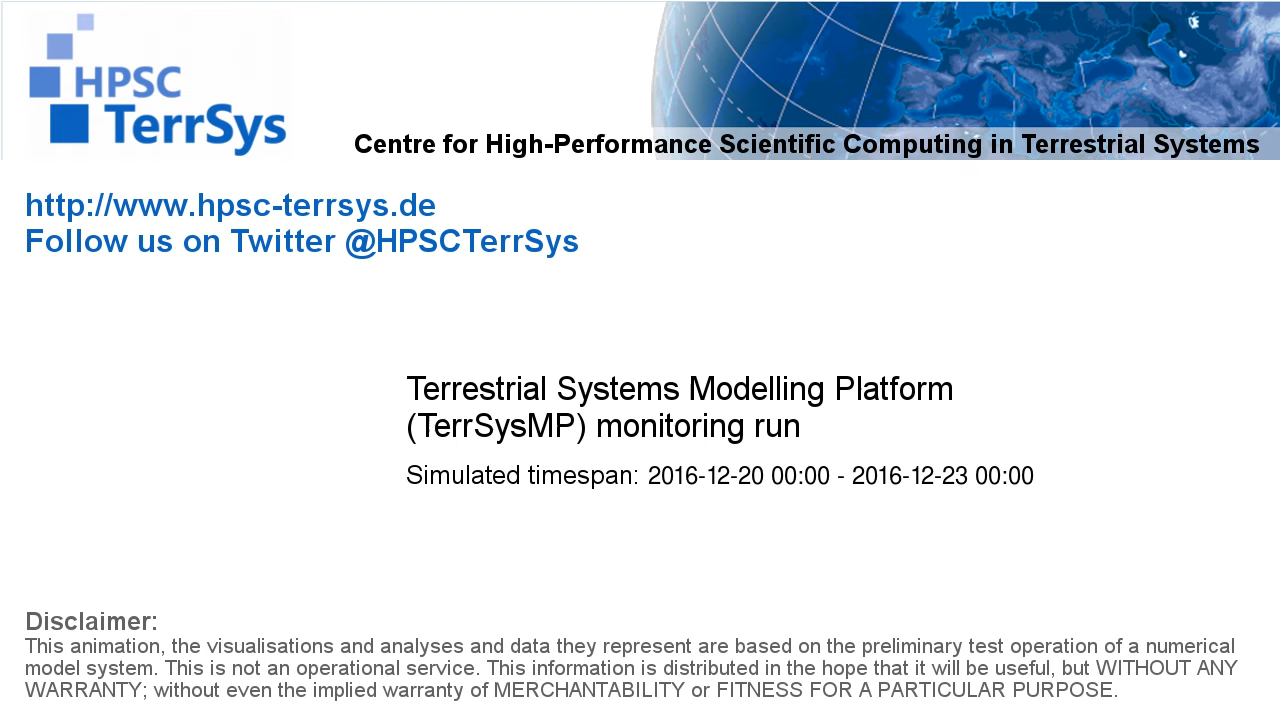 HPSC
TerrSys
Centre for High-Performance Scientific Computing in Terrestrial Systems
http://www.hpsc-terrsys.de
Follow us on Twitter @HPSCTerrSys
Terrestrial Systems Modelling Platform
(TerrSysMP) monitoring run
Simulated timespan: 2016-12-20 00:00 - 2016-12-23 00:00
Disclaimer:
This animation, the visualisations and analyses and data they represent are based on the preliminary test operation of a numerical
model system. This is not an operational service. This information is distributed in the hope that it will be useful, but WITHOUT ANY
WARRANTY; without even the implied warranty of MERCHANTABILITY or FITNESS FOR A PARTICULAR PURPOSE.